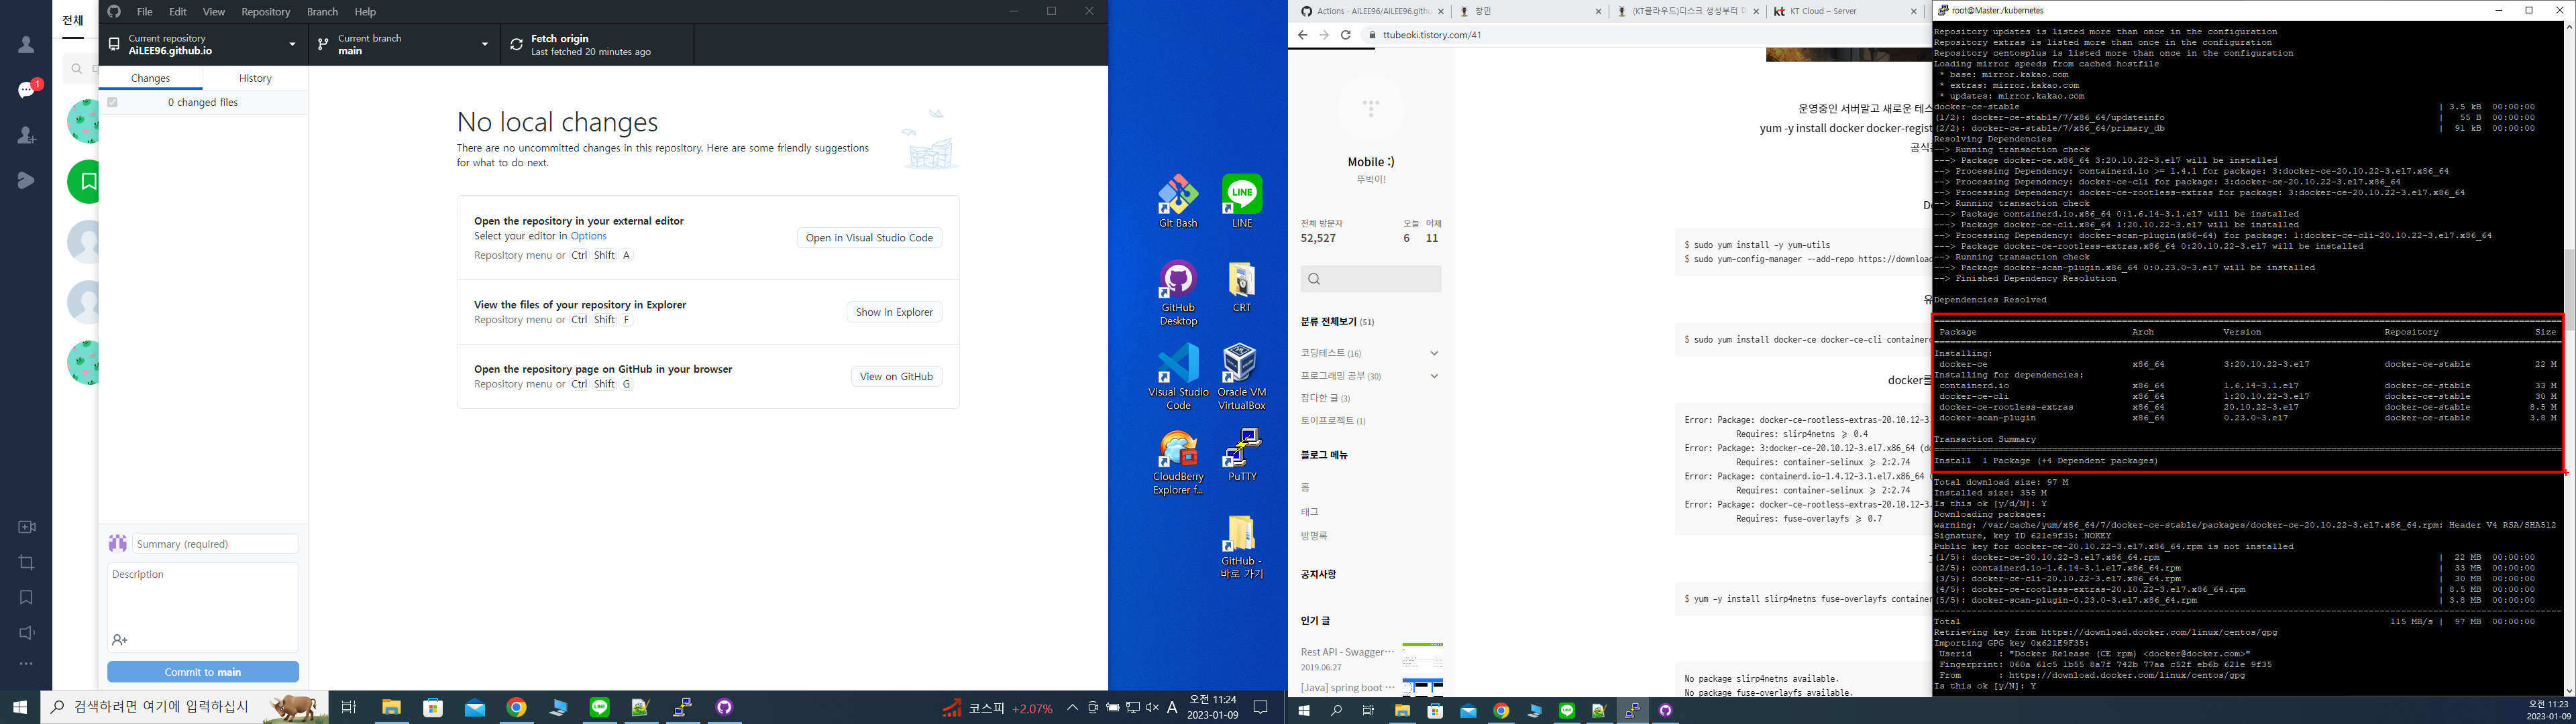 전체
1
File Edit View Repository Branch Help
Current repository
AiLEE96.github.io
Current branch
main
Fetch origin
Last fetched 20 minutes ago
Changes
History
0 changed files
No local changes
There are no uncommitted changes in this repository. Here are some friendly suggestions
for what to do next.
Open the repository in your external editor
Select your editor in Options
Repository menu or Ctrl Shift A
Open in Visual Studio Code
View the files of your repository in Explorer
Repository menu or Ctrl Shift F
Show in Explorer
Open the repository page on GitHub in your browser
Repository menu or Ctrl Shift G
View on GitHub
Summary (required)
Description
Commit to main
Git Bash
LINE
GitHub
Desktop
CRT
Visual Studio
Code
Oracle VM
VirtualBox
CloudBerry
Explorer f...
PuTTY
GitHub -
바로 가기
검색하려면 여기에 입력하십시
코스피 +2.07%
A
오전 11:24
2023-01-09
Actions · AiLEE96/AiLEE96.gith
창민
(KT클라우드)디스크 생성부터
KT Cloud – Server
ttubeoki.tistory.com/41
Mobile :)
뚜벅이!
전체 방문자
52,527
오늘
6
어제
11
분류 전체보기 (51)
코딩테스트 (16)
프로그래밍 공부 (30)
잡다한 글 (3)
토이프로젝트 (1)
블로그 메뉴
홈
태그
방명록
공지사항
인기 글
Rest API - Swagger…
2019.06.27
[Java] spring boot …
운영중인 서버말고 새로운 테스
yum -y install docker docker-regist
공식
$ sudo yum install -y yum-utils
$ sudo yum-config-manager --add-repo https://download
$ sudo yum install docker-ce docker-ce-cli containerd
docker를
Error: Package: docker-ce-rootless-extras-20.10.12-3.
Requires: slirp4netns >= 0.4
Error: Package: 3:docker-ce-20.10.12-3.el7.x86_64 (do
Requires: container-selinux >= 2:2.74
Error: Package: containerd.io-1.4.12-3.1.el7.x86_64 (
Requires: container-selinux >= 2:2.74
Error: Package: docker-ce-rootless-extras-20.10.12-3.
Requires: fuse-overlayfs >= 0.7
$ yum -y install slirp4netns fuse-overlayfs container
No package slirp4netns available.
No package fuse-overlayfs available.
root@Master:/kubernetes
Repository updates is listed more than once in the configuration
Repository extras is listed more than once in the configuration
Repository centosplus is listed more than once in the configuration
Loading mirror speeds from cached hostfile
* base: mirror.kakao.com
* extras: mirror.kakao.com
* updates: mirror.kakao.com
docker-ce-stable | 3.5 kB 00:00:00
(1/2): docker-ce-stable/7/x86_64/updateinfo | 55 B 00:00:00
(2/2): docker-ce-stable/7/x86_64/primary_db | 91 kB 00:00:00
Resolving Dependencies
--> Running transaction check
---> Package docker-ce.x86_64 3:20.10.22-3.el7 will be installed
--> Processing Dependency: containerd.io >= 1.4.1 for package: 3:docker-ce-20.10.22-3.el7.x86_64
--> Processing Dependency: docker-ce-cli for package: 3:docker-ce-20.10.22-3.el7.x86_64
--> Processing Dependency: docker-ce-rootless-extras for package: 3:docker-ce-20.10.22-3.el7.x86_64
--> Running transaction check
---> Package containerd.io.x86_64 0:1.6.14-3.1.el7 will be installed
---> Package docker-ce-cli.x86_64 1:20.10.22-3.el7 will be installed
--> Processing Dependency: docker-scan-plugin(x86-64) for package: 1:docker-ce-cli-20.10.22-3.el7.x86_64
---> Package docker-ce-rootless-extras.x86_64 0:20.10.22-3.el7 will be installed
--> Running transaction check
---> Package docker-scan-plugin.x86_64 0:0.23.0-3.el7 will be installed
--> Finished Dependency Resolution
Dependencies Resolved
Package Arch Version Repository Size
Installing:
docker-ce x86_64 3:20.10.22-3.el7 docker-ce-stable 22 M
Installing for dependencies:
containerd.io x86_64 1.6.14-3.1.el7 docker-ce-stable 33 M
docker-ce-cli x86_64 1:20.10.22-3.el7 docker-ce-stable 30 M
docker-ce-rootless-extras x86_64 20.10.22-3.el7 docker-ce-stable 8.5 M
docker-scan-plugin x86_64 0.23.0-3.el7 docker-ce-stable 3.8 M
Transaction Summary
Install 1 Package (+4 Dependent packages)
Total download size: 97 M
Installed size: 355 M
Is this ok [y/d/N]: Y
Downloading packages:
warning: /var/cache/yum/x86_64/7/docker-ce-stable/packages/docker-ce-20.10.22-3.el7.x86_64.rpm: Header V4 RSA/SHA512
Signature, key ID 621e9f35: NOKEY
Public key for docker-ce-20.10.22-3.el7.x86_64.rpm is not installed
(1/5): docker-ce-20.10.22-3.el7.x86_64.rpm | 22 MB 00:00:00
(2/5): containerd.io-1.6.14-3.1.el7.x86_64.rpm | 33 MB 00:00:00
(3/5): docker-ce-cli-20.10.22-3.el7.x86_64.rpm | 30 MB 00:00:00
(4/5): docker-ce-rootless-extras-20.10.22-3.el7.x86_64.rpm | 8.5 MB 00:00:00
(5/5): docker-scan-plugin-0.23.0-3.el7.x86_64.rpm | 3.8 MB 00:00:00
Total 115 MB/s | 97 MB 00:00:00
Retrieving key from https://download.docker.com/linux/centos/gpg
Importing GPG key 0x621E9F35:
Userid : "Docker Release (CE rpm) <docker@docker.com>"
Fingerprint: 060a 61c5 1b55 8a7f 742b 77aa c52f eb6b 621e 9f35
From : https://download.docker.com/linux/centos/gpg
Is this ok [y/N]: Y
오전 11:23
2023-01-09